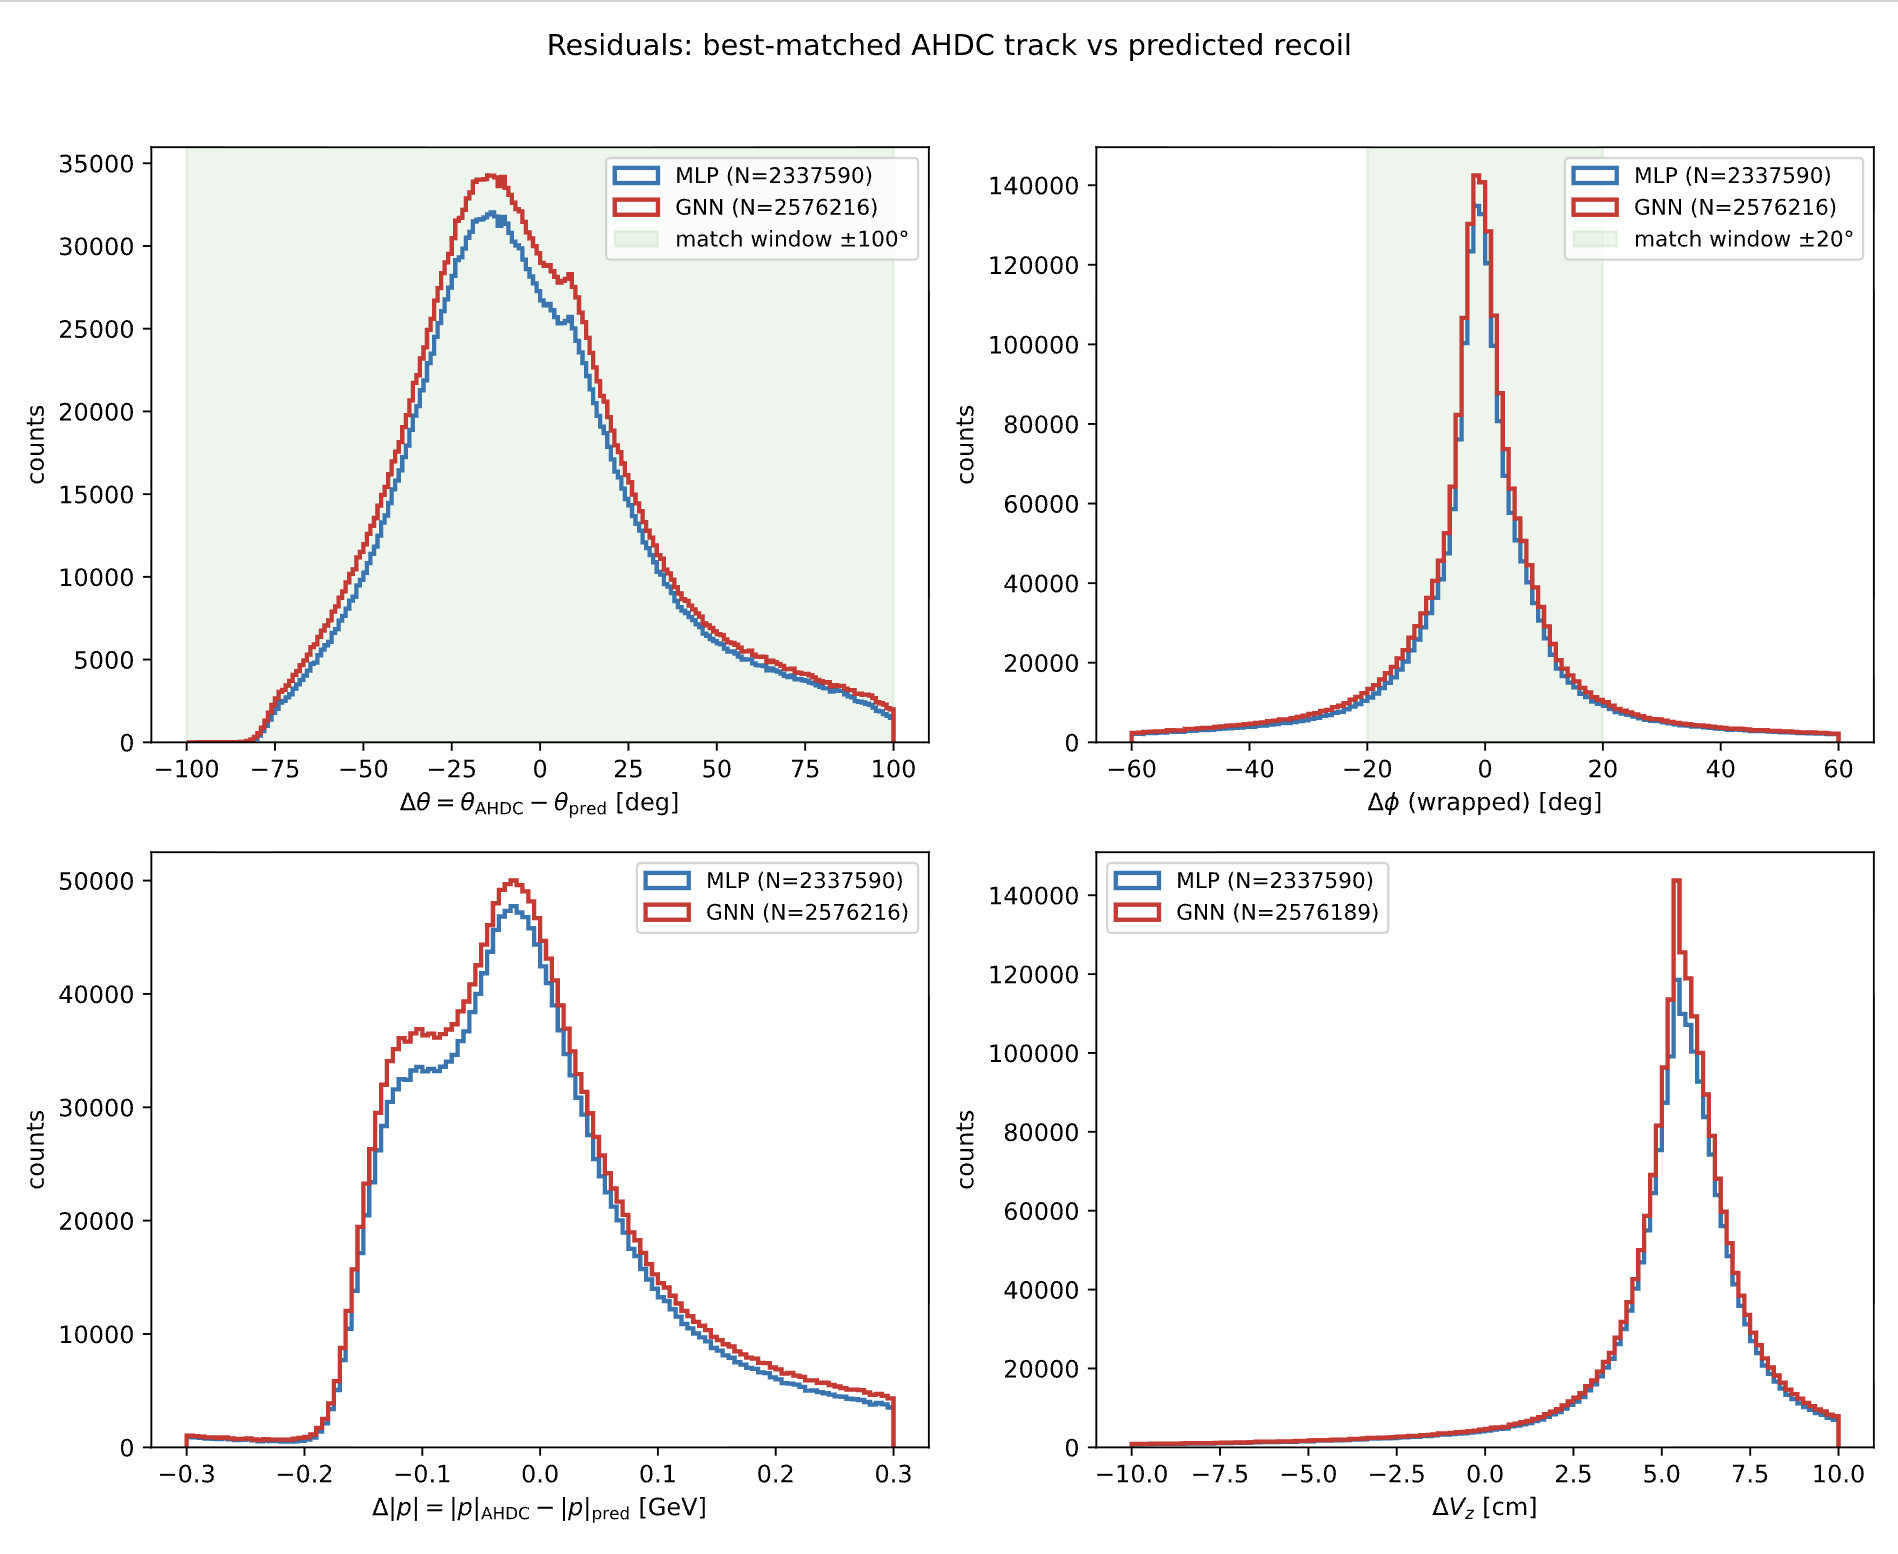 Residuals: best-matched AHDC track vs predicted recoil
35000
30000
25000
20000
15000
10000
5000
0
counts
MLP (N=2337590)
GNN (N=2576216)
match window ±100°
−100 −75 −50 −25 0 25 50 75 100
Δθ = θAHDC − θpred [deg]
140000
120000
100000
80000
60000
40000
20000
0
counts
MLP (N=2337590)
GNN (N=2576216)
match window ±20°
−60 −40 −20 0 20 40 60
Δϕ (wrapped) [deg]
50000
40000
30000
20000
10000
0
counts
MLP (N=2337590)
GNN (N=2576216)
−0.3 −0.2 −0.1 0.0 0.1 0.2 0.3
Δ|p| = |p|AHDC − |p|pred [GeV]
140000
120000
100000
80000
60000
40000
20000
0
counts
MLP (N=2337590)
GNN (N=2576189)
−10.0 −7.5 −5.0 −2.5 0.0 2.5 5.0 7.5 10.0
ΔVz [cm]